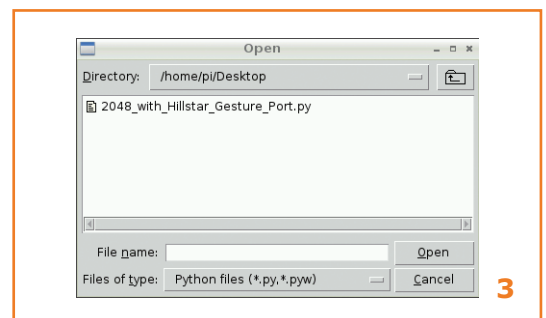 Open
Directory: /home/pi/Desktop
2048_with_Hillstar_Gesture_Port.py
File name: Open
Files of type: Python files (*.py,*.pyw) Cancel
3